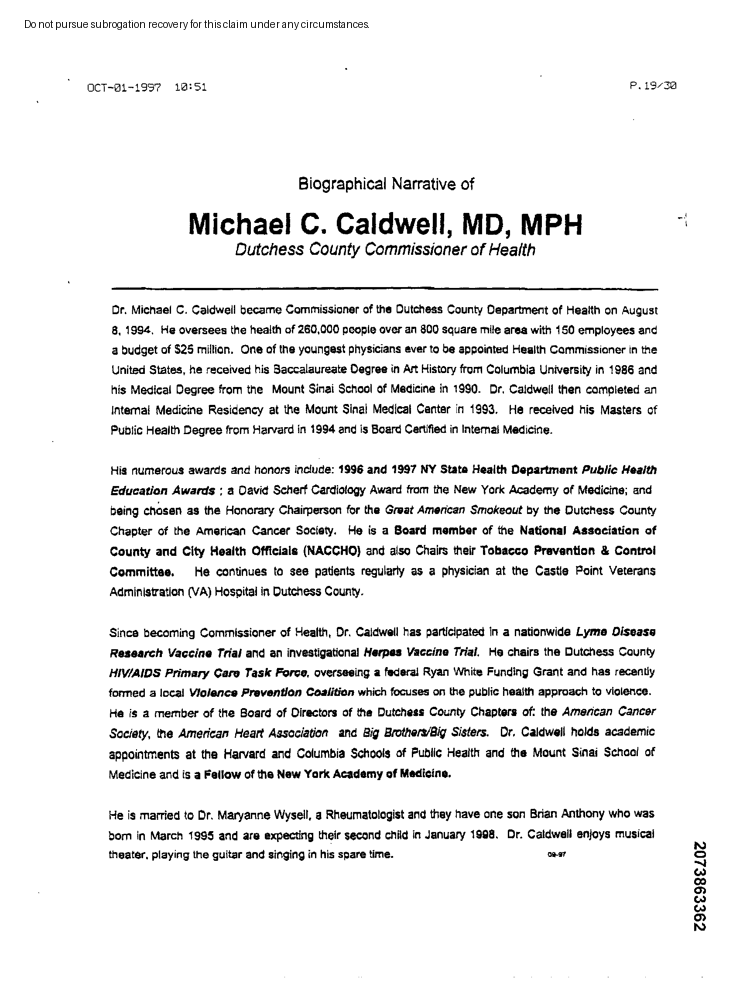 Do not pursue subrogation recovery for this claim under any circumstances.
OCT-01-1997 10:51
P.19/30
Biographical Narrative of
Michael C. Caldwell, MD, MPH
Dutchess County Commissioner of Health
Dr. Michael C. Caldwell became Commissioner of the Dutchess County Department of Health on August
8, 1994. He oversees the health of 260,000 people over an 800 square mile area with 150 employees and
a budget of $25 million. One of the youngest physicians ever to be appointed Health Commissioner in the
United States, he received his Baccalaureate Degree in Art History from Columbia University in 1986 and
his Medical Degree from the Mount Sinai School of Medicine in 1990. Dr. Caldwell then completed an
Internal Medicine Residency at the Mount Sinai Medical Center in 1993. He received his Masters of
Public Health Degree from Harvard in 1994 and is Board Certified in Internal Medicine.
His numerous awards and honors include: 1996 and 1997 NY State Health Department Public Health
Education Awards ; a David Scherf Cardiology Award from the New York Academy of Medicine; and
being chosen as the Honorary Chairperson for the Great American Smokeout by the Dutchess County
Chapter of the American Cancer Society. He is a Board member of the National Association of
County and City Health Officials (NACCHO) and also Chairs their Tobacco Prevention & Control
Committee. He continues to see patients regularly as a physician at the Castle Point Veterans
Administration (VA) Hospital in Dutchess County.
Since becoming Commissioner of Health, Dr. Caldwell has participated in a nationwide Lyme Disease
Research Vaccine Trial and an investigational Herpes Vaccine Trial. He chairs the Dutchess County
HIV/AIDS Primary Care Task Force, overseeing a federal Ryan White Funding Grant and has recently
formed a local Violence Prevention Coalition which focuses on the public health approach to violence.
He is a member of the Board of Directors of the Dutchess County Chapters of: the American Cancer
Society, the American Heart Association and Big Brothers/Big Sisters. Dr. Caldwell holds academic
appointments at the Harvard and Columbia Schools of Public Health and the Mount Sinai School of
Medicine and is a Fellow of the New York Academy of Medicine.
He is married to Dr. Maryanne Wysell, a Rheumatologist and they have one son Brian Anthony who was
born in March 1995 and are expecting their second child in January 1998. Dr. Caldwell enjoys musical
theater, playing the guitar and singing in his spare time.
09-97
2073863362